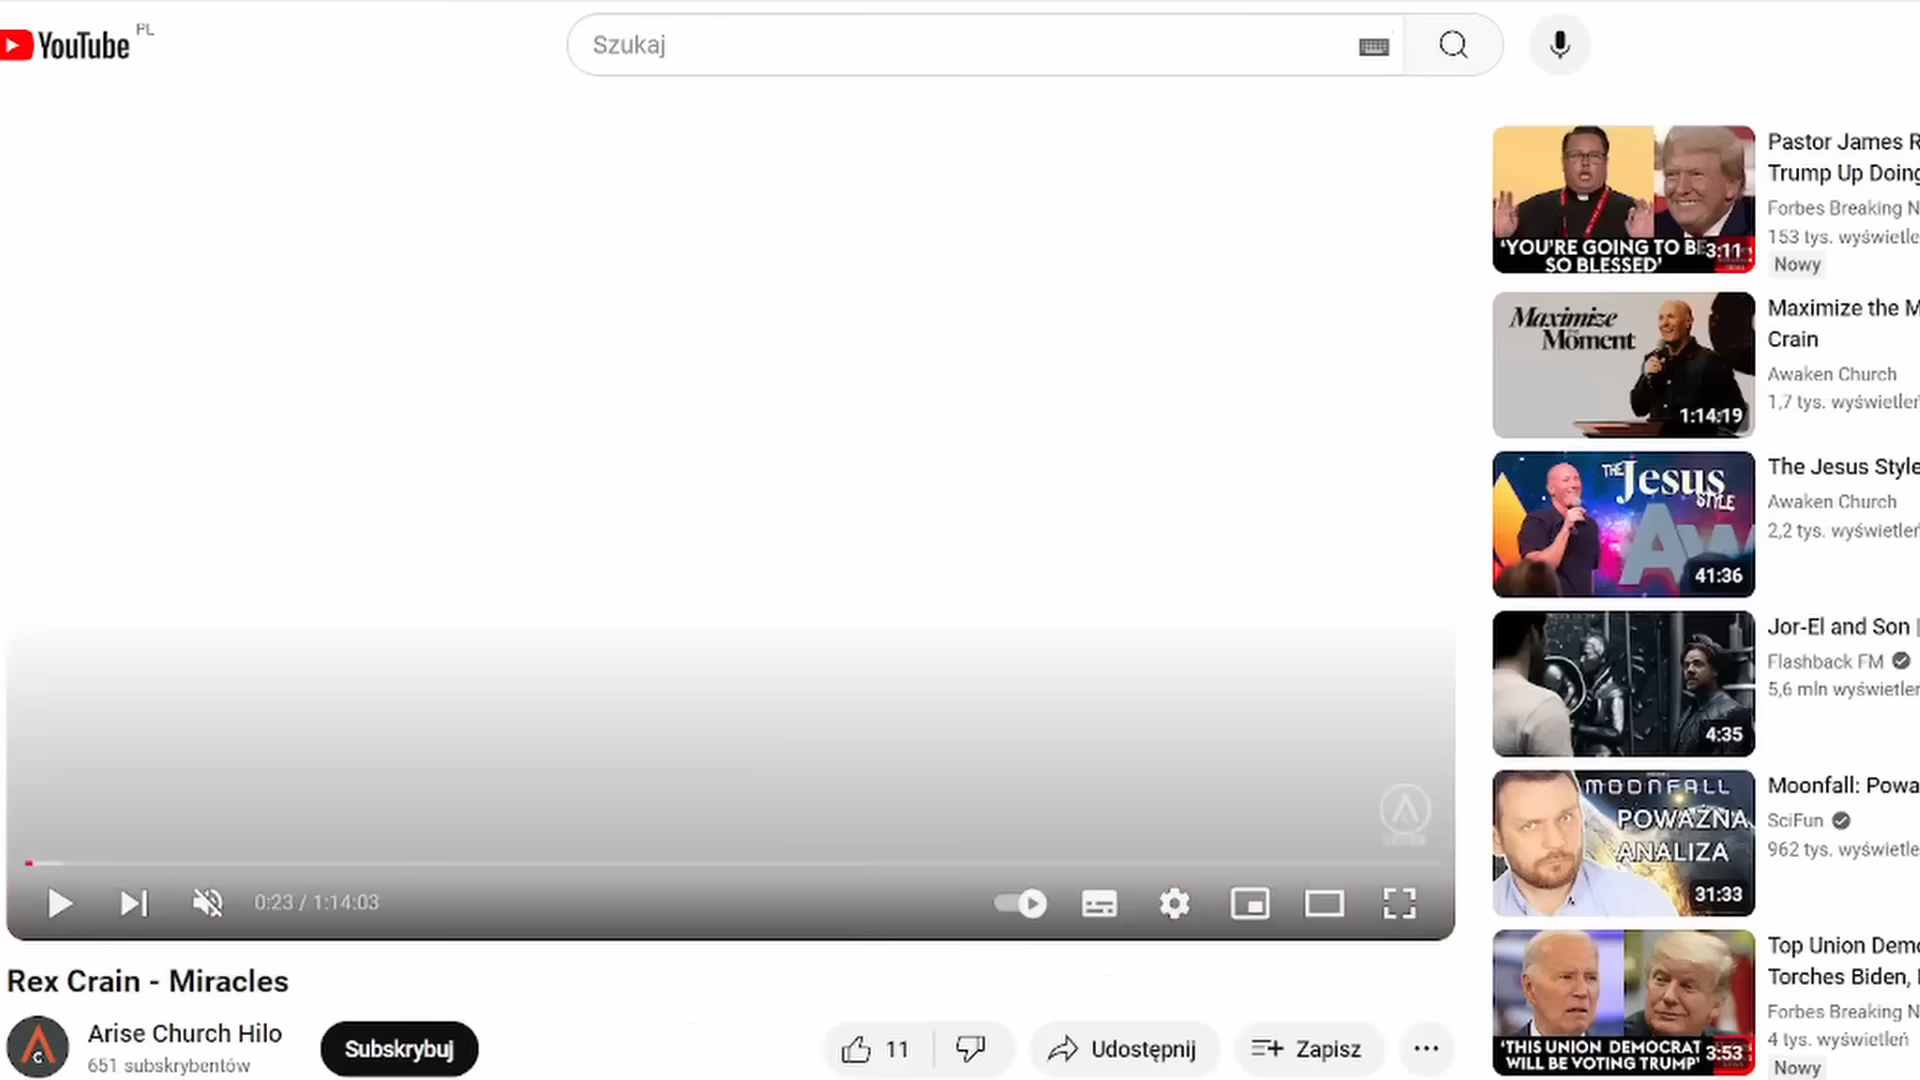 YouTube PL
Szukaj
'YOU'RE GOING TO BE
SO BLESSED'
3:11
Pastor James R
Trump Up Doing
Forbes Breaking N
153 tys. wyświetle
Nowy
Maximize the
Moment
1:14:19
Maximize the M
Crain
Awaken Church
1,7 tys. wyświetleń
THE Jesus
STYLE
AW
41:36
The Jesus Style
Awaken Church
2,2 tys. wyświetleń
4:35
Jor-El and Son |
Flashback FM
5,6 mln wyświetleń
MOONFALL
POWAŻNA
ANALIZA
31:33
Moonfall: Powa
SciFun
962 tys. wyświetle
'THIS UNION DEMOCRAT
WILL BE VOTING TRUMP'
3:53
Top Union Demo
Torches Biden,
Forbes Breaking N
4 tys. wyświetleń
Nowy
0:23 / 1:14:03
Rex Crain - Miracles
Arise Church Hilo
651 subskrybentów
Subskrybuj
11
Udostępnij
Zapisz